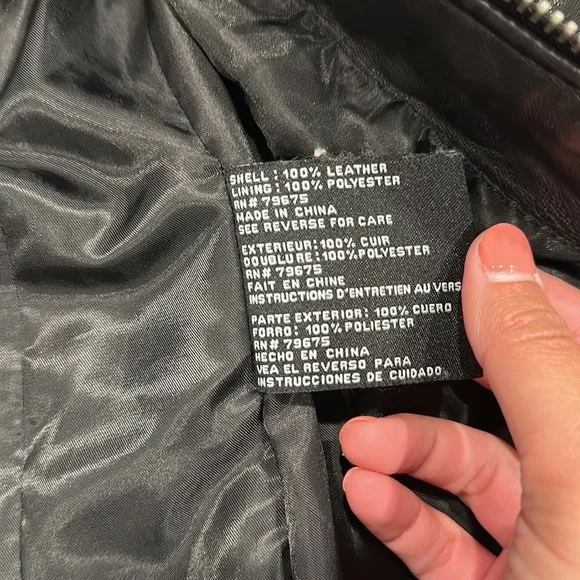 SHELL: 100% LEATHER
LINING: 100% POLYESTER
RN# 79675
MADE IN CHINA
SEE REVERSE FOR CARE
EXTERIEUR: 100% CUIR
DOUBLURE: 100% POLYESTER
RN# 79675
FAIT EN CHINE
INSTRUCTIONS D'ENTRETIEN AU VERS
PARTE EXTERIOR: 100% CUERO
FORRO: 100% POLIESTER
RN# 79675
HECHO EN CHINA
VEA EL REVERSO PARA
INSTRUCCIONES DE CUIDADO